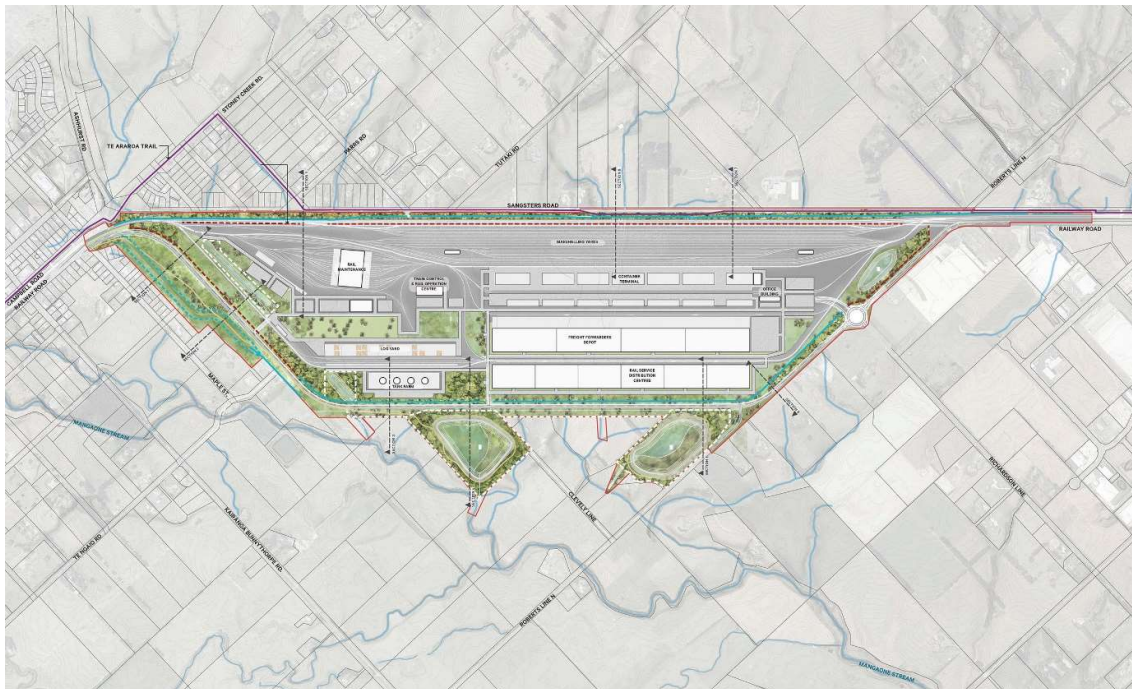 STONEY CREEK RD.
ASHHURST RD
TE ARAROA TRAIL
PARRS RD
TUTAKI RD
ROBERTS LINE N
SANGSTERS ROAD
RAILWAY ROAD
CAMPBELL ROAD
RAILWAY ROAD
MARSHALLING YARDS
RAIL
MAINTENANCE
TRAIN CONTROL
& RAIL OPERATION
CENTRE
CONTAINER
TERMINAL
OFFICE
BUILDING
FREIGHT FORWARDERS
DEPOT
LOG YARD
RAIL SERVICE
DISTRIBUTION
CENTRE
TANK FARM
MAPLE ST.
MANGAONE STREAM
TE NGAIO RD
KAIRANGA BUNNYTHORPE RD.
CLEVELY LINE
RICHARDSON LINE
ROBERTS LINE N
MANGAONE STREAM